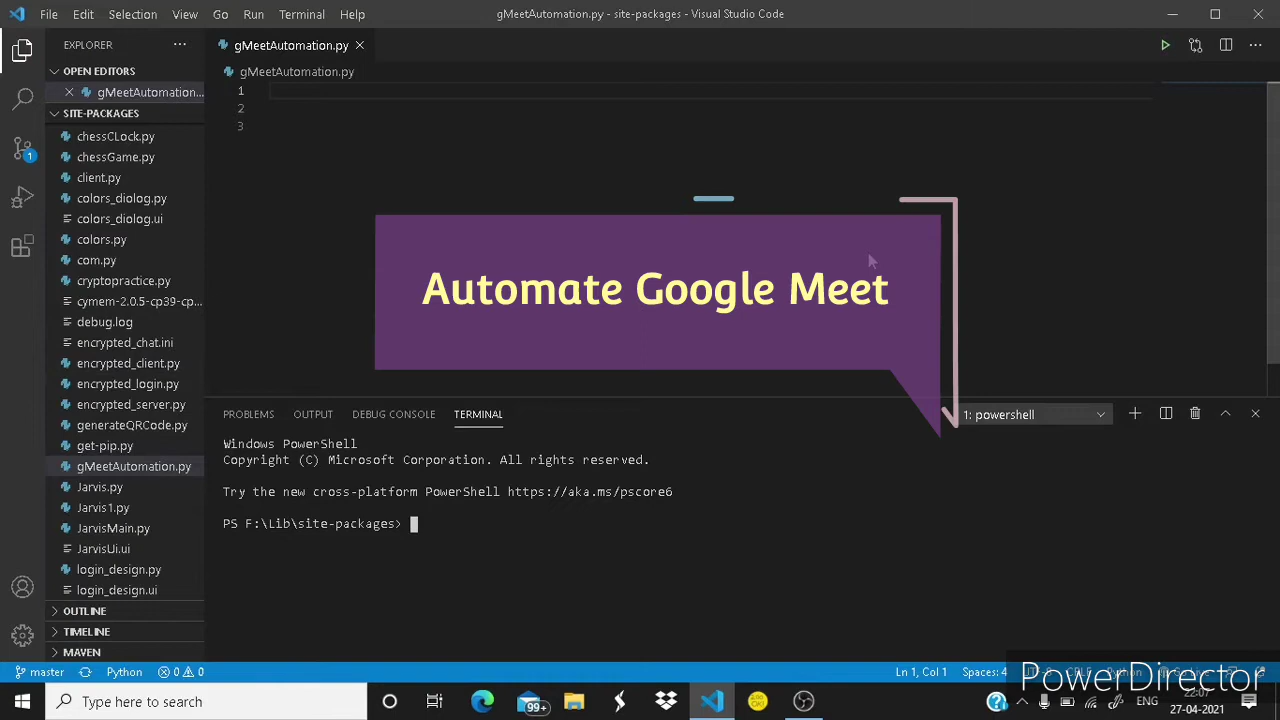 File Edit Selection View Go Run Terminal Help
gMeetAutomation.py - site-packages - Visual Studio Code
EXPLORER
gMeetAutomation.py
OPEN EDITORS
gMeetAutomation.py
gMeetAutomation...
SITE-PACKAGES
1
2
3
chessCLock.py
chessGame.py
client.py
colors_diolog.py
colors_diolog.ui
colors.py
com.py
cryptopractice.py
cymem-2.0.5-cp39-cp...
debug.log
encrypted_chat.ini
encrypted_client.py
encrypted_login.py
encrypted_server.py
generateQRCode.py
get-pip.py
gMeetAutomation.py
Jarvis.py
Jarvis1.py
JarvisMain.py
JarvisUi.ui
login_design.py
login_design.ui
OUTLINE
TIMELINE
MAVEN
1
Automate Google Meet
PROBLEMS OUTPUT DEBUG CONSOLE TERMINAL
1: powershell
Windows PowerShell
Copyright (C) Microsoft Corporation. All rights reserved.
Try the new cross-platform PowerShell https://aka.ms/pscore6
PS F:\Lib\site-packages>
master Python 0 0
Ln 1, Col 1 Spaces: 4
PowerDirector
Type here to search
99+
ENG
22:07
27-04-2021